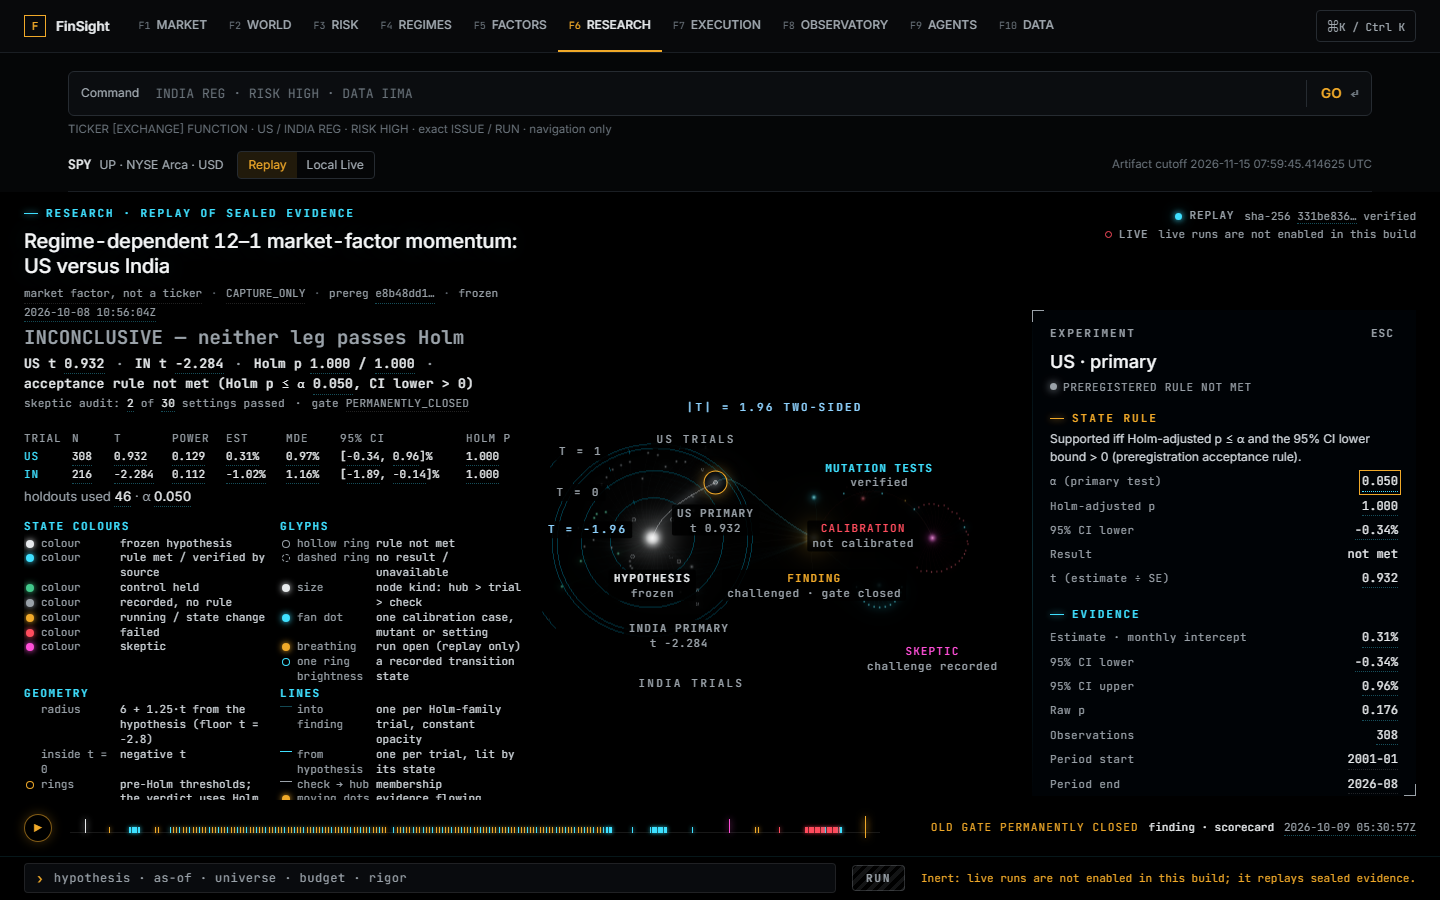 F FinSight F1 MARKET F2 WORLD F3 RISK F4 REGIMES F5 FACTORS F6 RESEARCH F7 EXECUTION F8 OBSERVATORY F9 AGENTS F10 DATA ⌘K / Ctrl K
Command INDIA REG · RISK HIGH · DATA IIMA GO ⏎
TICKER [EXCHANGE] FUNCTION · US / INDIA REG · RISK HIGH · exact ISSUE / RUN · navigation only
SPY UP · NYSE Arca · USD Replay Local Live Artifact cutoff 2026-11-15 07:59:45.414625 UTC
RESEARCH · REPLAY OF SEALED EVIDENCE
REPLAY sha-256 331be836… verified
LIVE live runs are not enabled in this build
Regime-dependent 12–1 market-factor momentum:
US versus India
market factor, not a ticker · CAPTURE_ONLY · prereg e8b48dd1… · frozen
2026-10-08 10:56:04Z
INCONCLUSIVE — neither leg passes Holm
US t 0.932 · IN t -2.284 · Holm p 1.000 / 1.000 ·
acceptance rule not met (Holm p ≤ α 0.050, CI lower > 0)
skeptic audit: 2 of 30 settings passed · gate PERMANENTLY_CLOSED
TRIAL N T POWER EST MDE 95% CI HOLM P
US 308 0.932 0.129 0.31% 0.97% [-0.34, 0.96]% 1.000
IN 216 -2.284 0.112 -1.02% 1.16% [-1.89, -0.14]% 1.000
holdouts used 46 · α 0.050
STATE COLOURS
colour frozen hypothesis
colour rule met / verified by
source
colour control held
colour recorded, no rule
colour running / state change
colour failed
colour skeptic
GLYPHS
hollow ring rule not met
dashed ring no result /
unavailable
size node kind: hub > trial
> check
fan dot one calibration case,
mutant or setting
breathing run open (replay only)
one ring a recorded transition
brightness state
GEOMETRY
radius 6 + 1.25·t from the
hypothesis (floor t =
-2.8)
inside t = negative t
0
rings pre-Holm thresholds;
the verdict uses Holm
LINES
into one per Holm-family
finding trial, constant
opacity
from one per trial, lit by
hypothesis its state
check → hub membership
moving dots evidence flowing
|T| = 1.96 TWO-SIDED
US TRIALS
T = 1
T = 0
T = -1.96
MUTATION TESTS
verified
US PRIMARY
t 0.932
CALIBRATION
not calibrated
HYPOTHESIS
frozen
FINDING
challenged · gate closed
INDIA PRIMARY
t -2.284
SKEPTIC
challenge recorded
INDIA TRIALS
EXPERIMENT ESC
US · primary
PREREGISTERED RULE NOT MET
STATE RULE
Supported iff Holm-adjusted p ≤ α and the 95% CI lower
bound > 0 (preregistration acceptance rule).
α (primary test) 0.050
Holm-adjusted p 1.000
95% CI lower -0.34%
Result not met
t (estimate ÷ SE) 0.932
EVIDENCE
Estimate · monthly intercept 0.31%
95% CI lower -0.34%
95% CI upper 0.96%
Raw p 0.176
Observations 308
Period start 2001-01
Period end 2026-08
OLD GATE PERMANENTLY CLOSED finding · scorecard 2026-10-09 05:30:57Z
› hypothesis · as-of · universe · budget · rigor RUN Inert: live runs are not enabled in this build; it replays sealed evidence.